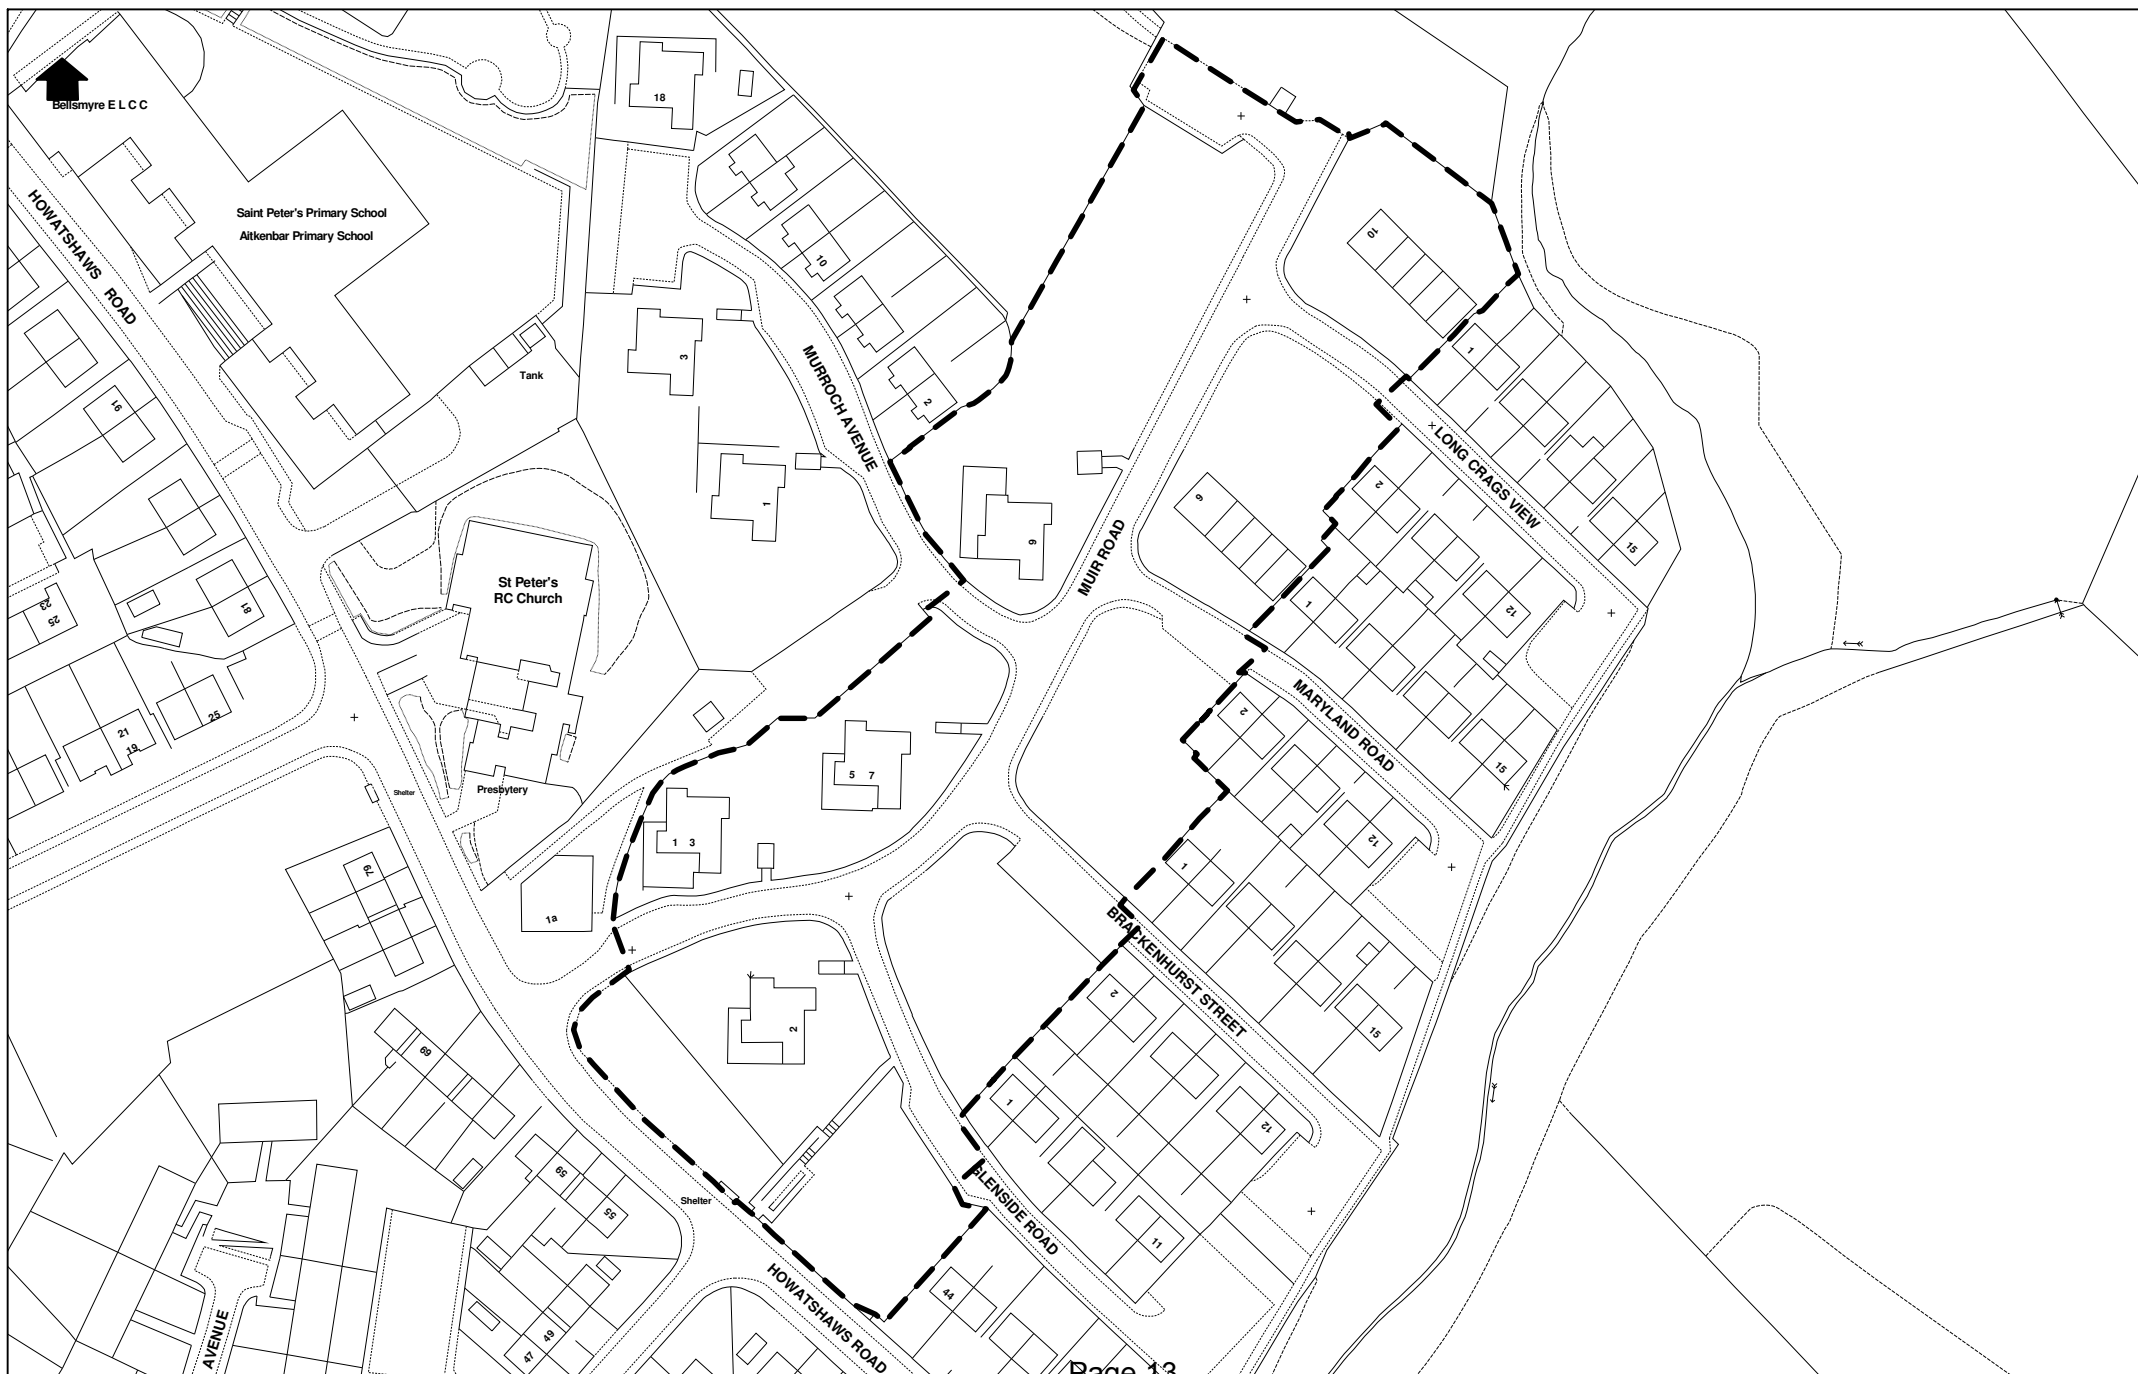 Bellsmyre E L C C
18
HOWATSHAWS ROAD
Saint Peter's Primary School
Aitkenbar Primary School
10
10
3
Tank
MURROCH AVENUE
1
2
91
LONG CRAGS VIEW
2
1
9
9
15
MUIR ROAD
St Peter's
RC Church
81
23
25
1
12
MARYLAND ROAD
2
25
21
19
5 7
15
Shelter
Presbytery
1 3
12
1
79
1a
BRACKENHURST STREET
2
2
15
69
1
12
59
55
Shelter
GLENSIDE ROAD
11
44
HOWATSHAWS ROAD
49
47
AVENUE
Page 13